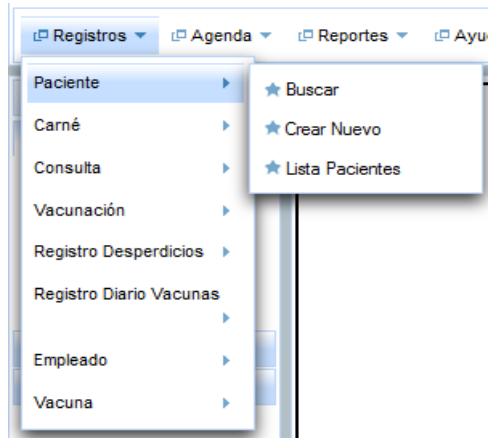 Registros Agenda Reportes Ayu
Paciente
Carné
Consulta
Vacunación
Registro Desperdicios
Registro Diario Vacunas
Empleado
Vacuna
Buscar
Crear Nuevo
Lista Pacientes